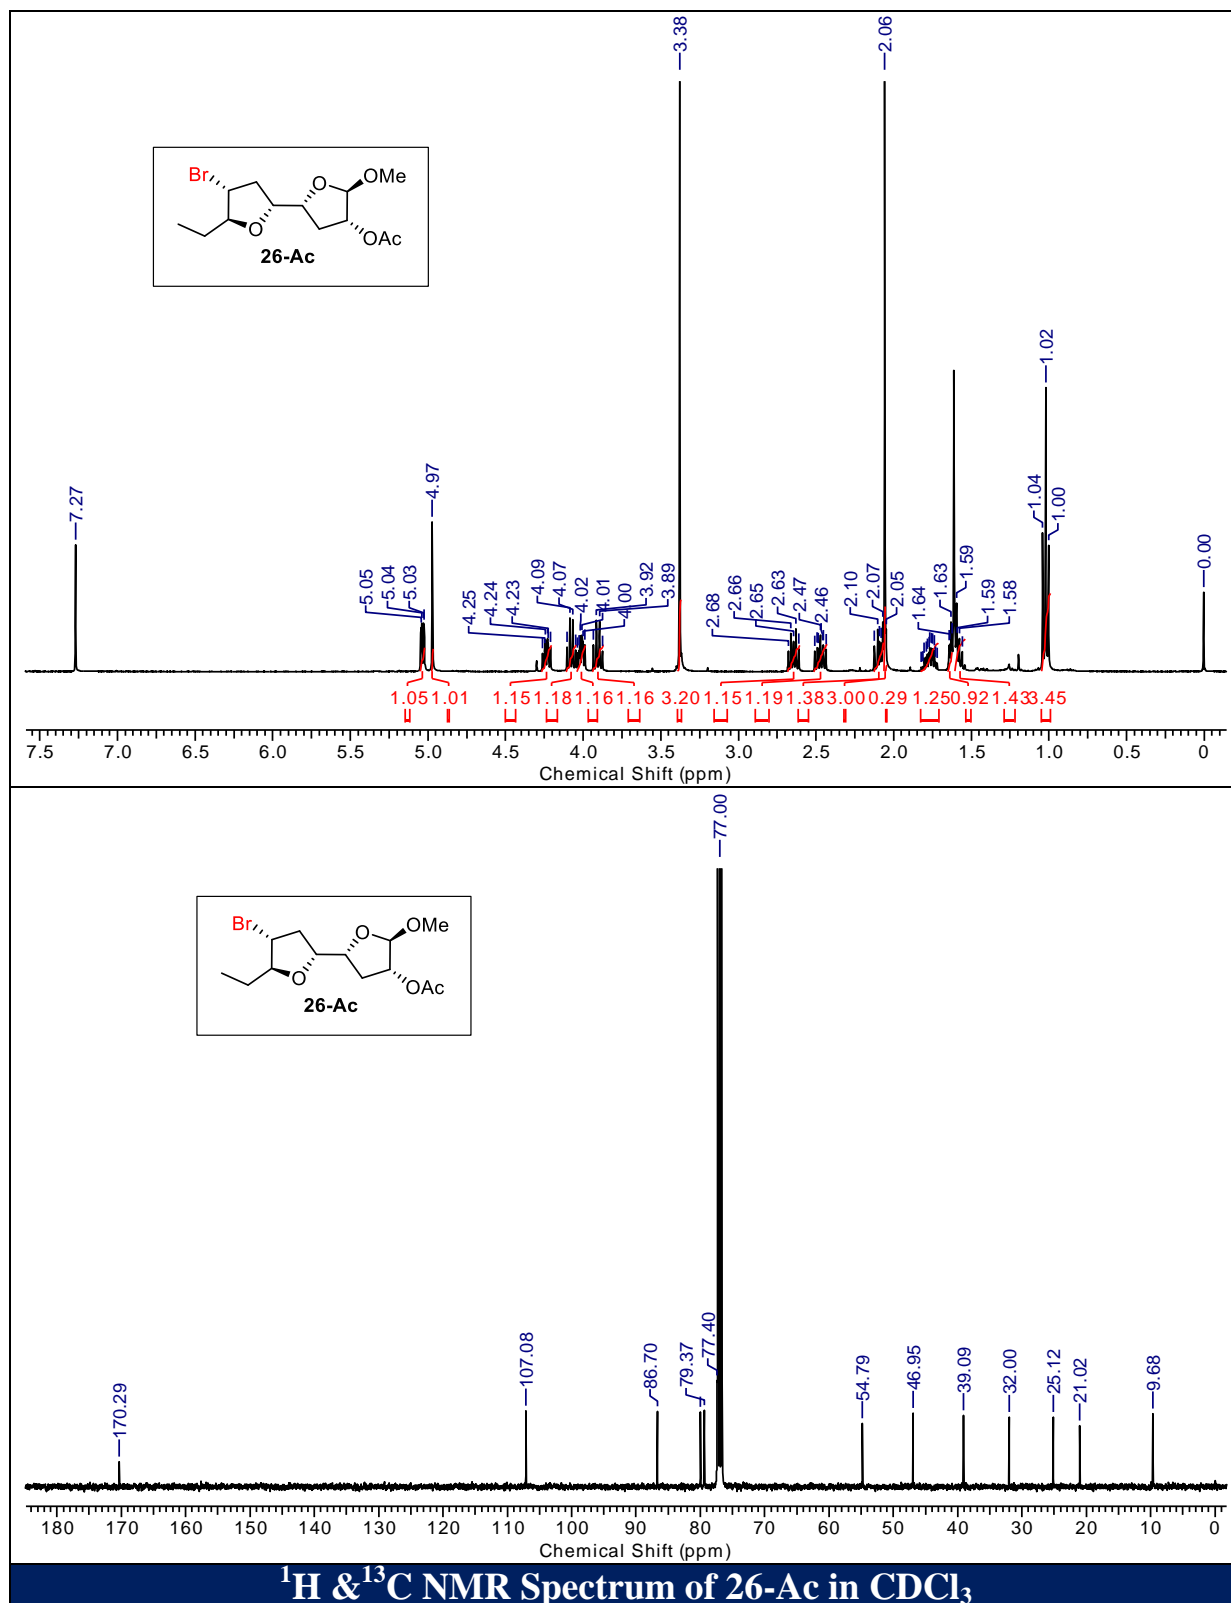 3.38
2.06
Br
O
OMe
O
OAc
26-Ac
7.27
5.05
5.04
5.03
4.97
4.25
4.24
4.23
4.09
4.07
4.02
4.01
4.00
3.92
3.89
2.68
2.66
2.65
2.63
2.47
2.46
2.10
2.07
2.05
1.64
1.63
1.59
1.59
1.58
1.04
1.02
1.00
0.00
1.05 1.01 1.15 1.18 1.16 1.16 3.20 1.15 1.19 1.38 3.00 0.29 1.25 0.92 1.43 3.45
7.5 7.0 6.5 6.0 5.5 5.0 4.5 4.0 3.5 3.0 2.5 2.0 1.5 1.0 0.5 0
Chemical Shift (ppm)
77.00
Br
O
OMe
O
OAc
26-Ac
170.29
107.08
86.70
79.37
77.40
54.79
46.95
39.09
32.00
25.12
21.02
9.68
180 170 160 150 140 130 120 110 100 90 80 70 60 50 40 30 20 10 0
Chemical Shift (ppm)
¹H &¹³C NMR Spectrum of 26-Ac in CDCl₃